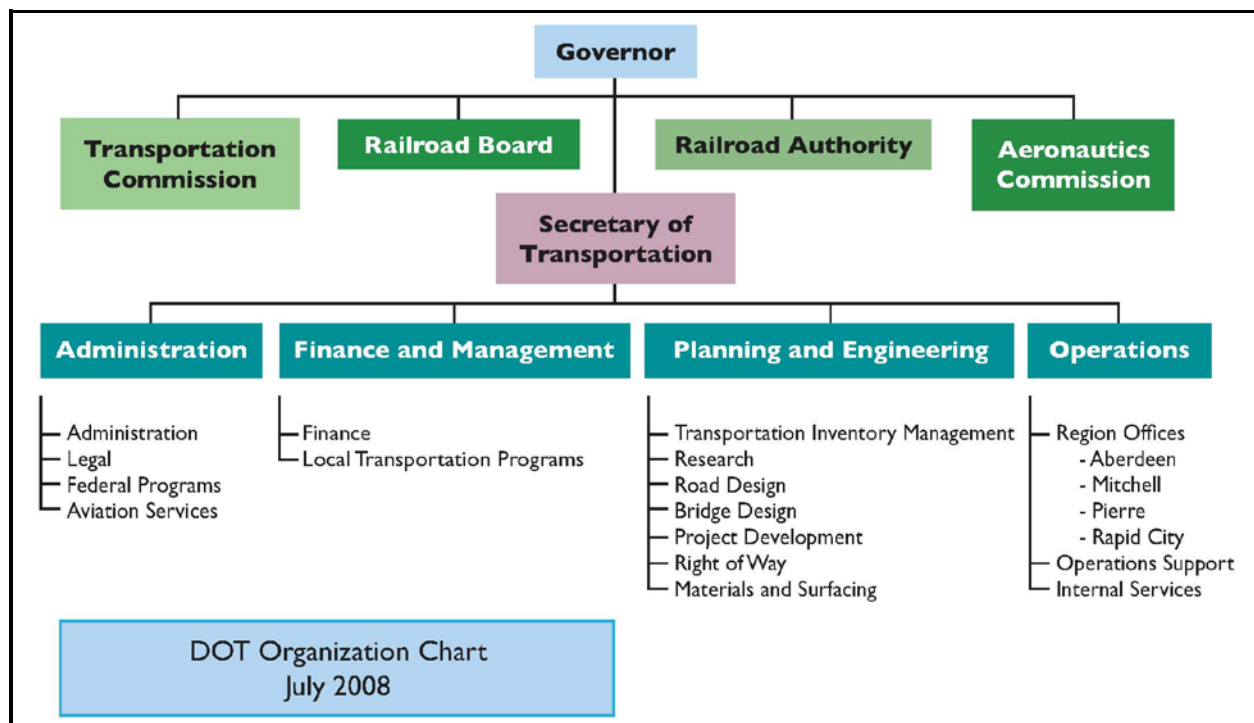 Governor
Transportation
Commission
Railroad Board
Railroad Authority
Aeronautics
Commission
Secretary of
Transportation
Administration
Finance and Management
Planning and Engineering
Operations
Administration
Legal
Federal Programs
Aviation Services
Finance
Local Transportation Programs
Transportation Inventory Management
Research
Road Design
Bridge Design
Project Development
Right of Way
Materials and Surfacing
Region Offices
- Aberdeen
- Mitchell
- Pierre
- Rapid City
Operations Support
Internal Services
DOT Organization Chart
July 2008